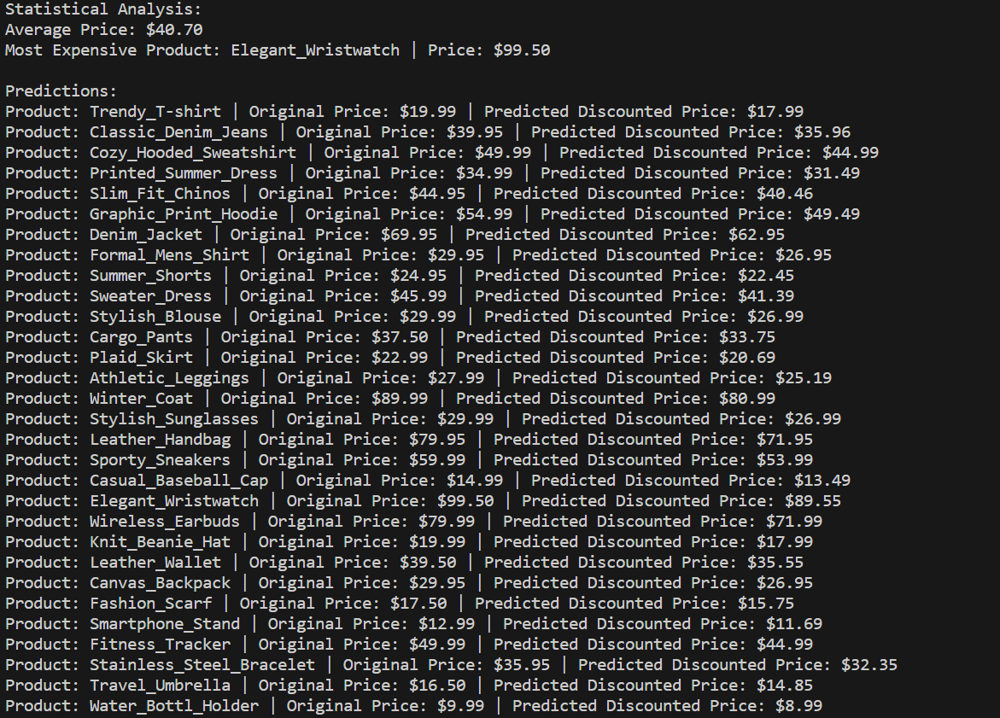 Statistical Analysis:
Average Price: $40.70
Most Expensive Product: Elegant_Wristwatch | Price: $99.50
Predictions:
Product: Trendy_T-shirt | Original Price: $19.99 | Predicted Discounted Price: $17.99
Product: Classic_Denim_Jeans | Original Price: $39.95 | Predicted Discounted Price: $35.96
Product: Cozy_Hooded_Sweatshirt | Original Price: $49.99 | Predicted Discounted Price: $44.99
Product: Printed_Summer_Dress | Original Price: $34.99 | Predicted Discounted Price: $31.49
Product: Slim_Fit_Chinos | Original Price: $44.95 | Predicted Discounted Price: $40.46
Product: Graphic_Print_Hoodie | Original Price: $54.99 | Predicted Discounted Price: $49.49
Product: Denim_Jacket | Original Price: $69.95 | Predicted Discounted Price: $62.95
Product: Formal_Mens_Shirt | Original Price: $29.95 | Predicted Discounted Price: $26.95
Product: Summer_Shorts | Original Price: $24.95 | Predicted Discounted Price: $22.45
Product: Sweater_Dress | Original Price: $45.99 | Predicted Discounted Price: $41.39
Product: Stylish_Blouse | Original Price: $29.99 | Predicted Discounted Price: $26.99
Product: Cargo_Pants | Original Price: $37.50 | Predicted Discounted Price: $33.75
Product: Plaid_Skirt | Original Price: $22.99 | Predicted Discounted Price: $20.69
Product: Athletic_Leggings | Original Price: $27.99 | Predicted Discounted Price: $25.19
Product: Winter_Coat | Original Price: $89.99 | Predicted Discounted Price: $80.99
Product: Stylish_Sunglasses | Original Price: $29.99 | Predicted Discounted Price: $26.99
Product: Leather_Handbag | Original Price: $79.95 | Predicted Discounted Price: $71.95
Product: Sporty_Sneakers | Original Price: $59.99 | Predicted Discounted Price: $53.99
Product: Casual_Baseball_Cap | Original Price: $14.99 | Predicted Discounted Price: $13.49
Product: Elegant_Wristwatch | Original Price: $99.50 | Predicted Discounted Price: $89.55
Product: Wireless_Earbuds | Original Price: $79.99 | Predicted Discounted Price: $71.99
Product: Knit_Beanie_Hat | Original Price: $19.99 | Predicted Discounted Price: $17.99
Product: Leather_Wallet | Original Price: $39.50 | Predicted Discounted Price: $35.55
Product: Canvas_Backpack | Original Price: $29.95 | Predicted Discounted Price: $26.95
Product: Fashion_Scarf | Original Price: $17.50 | Predicted Discounted Price: $15.75
Product: Smartphone_Stand | Original Price: $12.99 | Predicted Discounted Price: $11.69
Product: Fitness_Tracker | Original Price: $49.99 | Predicted Discounted Price: $44.99
Product: Stainless_Steel_Bracelet | Original Price: $35.95 | Predicted Discounted Price: $32.35
Product: Travel_Umbrella | Original Price: $16.50 | Predicted Discounted Price: $14.85
Product: Water_Bottl_Holder | Original Price: $9.99 | Predicted Discounted Price: $8.99